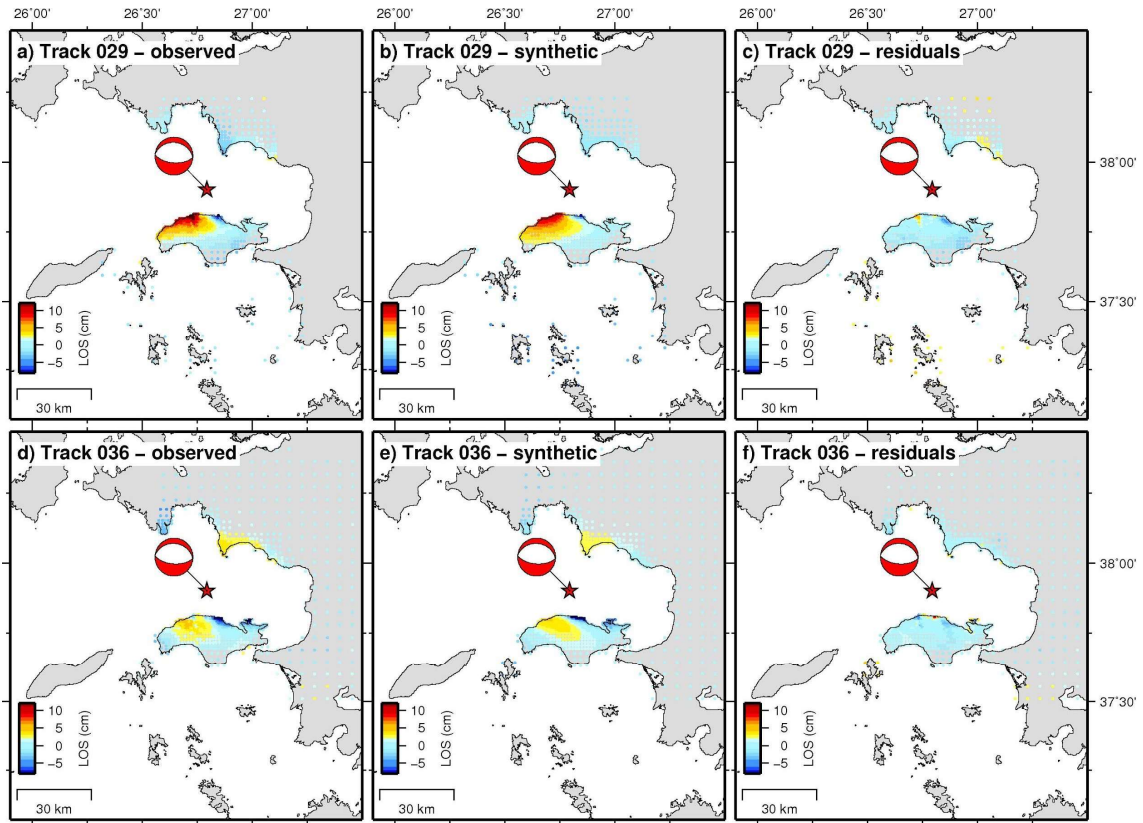 26˚00' 26˚30' 27˚00' 26˚00' 26˚30' 27˚00' 26˚00' 26˚30' 27˚00'
a) Track 029 – observed
b) Track 029 – synthetic
c) Track 029 – residuals
38˚00'
37˚30'
10
5
0
−5
LOS (cm)
30 km
10
5
0
−5
LOS (cm)
30 km
10
5
0
−5
LOS (cm)
30 km
d) Track 036 – observed
e) Track 036 – synthetic
f) Track 036 – residuals
38˚00'
37˚30'
10
5
0
−5
LOS (cm)
30 km
10
5
0
−5
LOS (cm)
30 km
10
5
0
−5
LOS (cm)
30 km